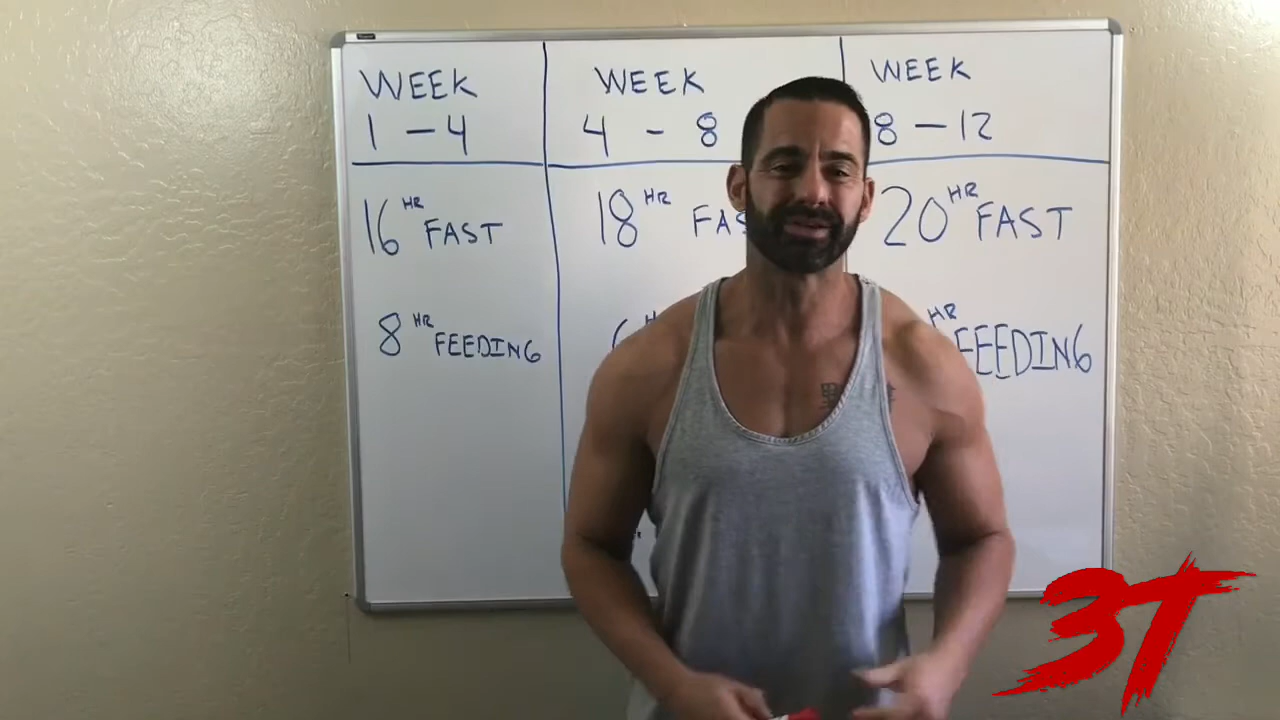 WEEK
1 - 4
16 HR FAST
8 HR FEEDING
WEEK
4 - 8
18 HR
WEEK
8 - 12
20 HR FAST
HR FEEDING
3T